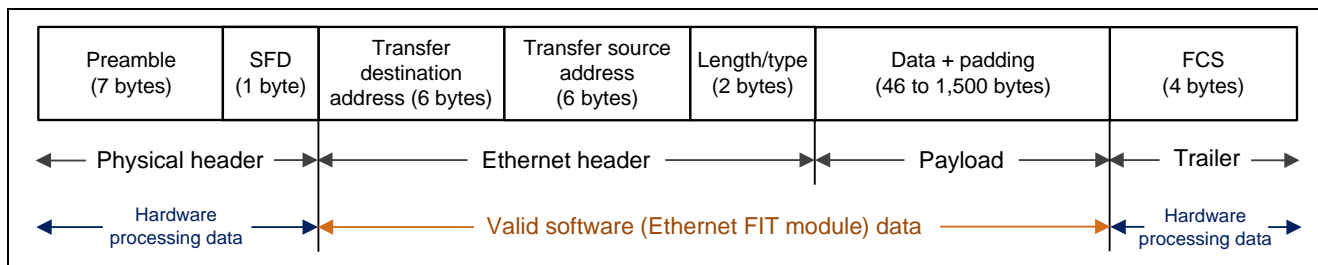 Preamble
(7 bytes)
SFD
(1 byte)
Transfer
destination
address (6 bytes)
Transfer source
address
(6 bytes)
Length/type
(2 bytes)
Data + padding
(46 to 1,500 bytes)
FCS
(4 bytes)
Physical header
Ethernet header
Payload
Trailer
Hardware
processing data
Valid software (Ethernet FIT module) data
Hardware
processing data